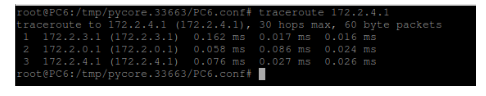 root@PC6:/tmp/pycore.33663/PC6.conf# traceroute 172.2.4.1
traceroute to 172.2.4.1 (172.2.4.1), 30 hops max, 60 byte packets
1 172.2.3.1 (172.2.3.1) 0.162 ms 0.017 ms 0.016 ms
2 172.2.0.1 (172.2.0.1) 0.058 ms 0.086 ms 0.024 ms
3 172.2.4.1 (172.2.4.1) 0.076 ms 0.027 ms 0.026 ms
root@PC6:/tmp/pycore.33663/PC6.conf#